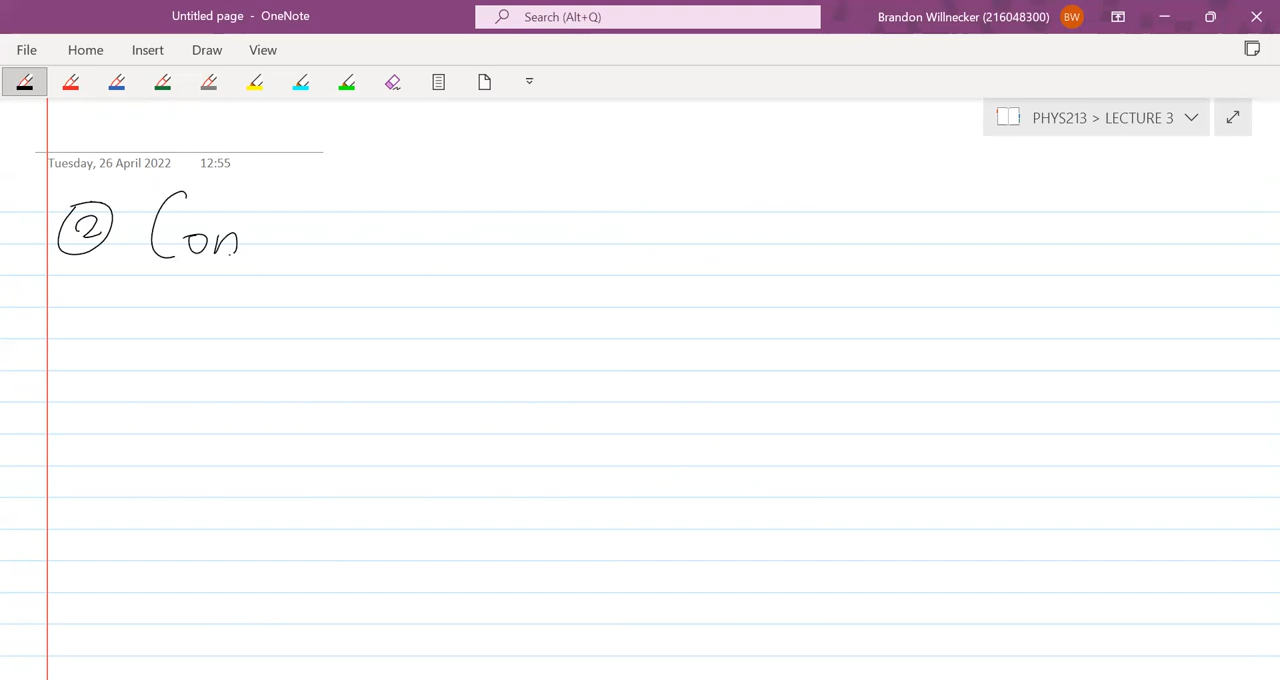 Untitled page - OneNote
Search (Alt+Q)
Brandon Willnecker (216048300)
BW
File Home Insert Draw View
PHYS213 > LECTURE 3
Tuesday, 26 April 2022 12:55
② Con